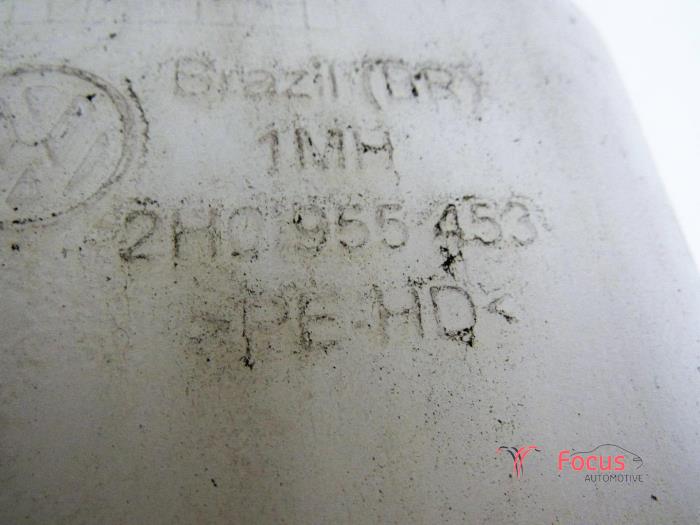 Brazil (BR)
1MH
2H0 955 453
>PE-HD<
Focus
AUTOMOTIVE